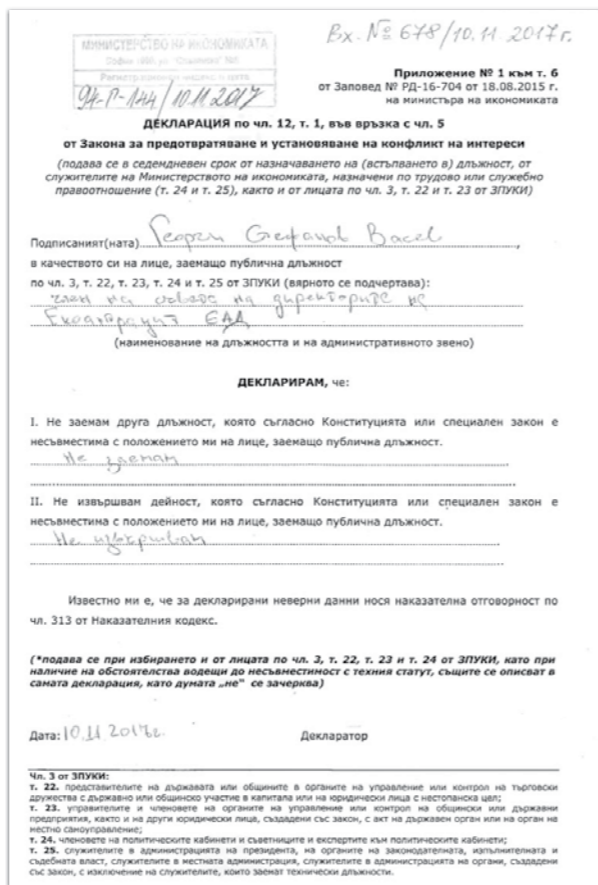 Вх. № 678/10.11.2017г.
МИНИСТЕРСТВО НА ИКОНОМИКАТА
94-Г-144/10.11.2017
Приложение № 1 към т. 6
от Заповед № РД-16-704 от 18.08.2015 г.
на министъра на икономиката
ДЕКЛАРАЦИЯ по чл. 12, т. 1, във връзка с чл. 5
от Закона за предотвратяване и установяване на конфликт на интереси
(подава се в седемдневен срок от назначаването на (встъпването в) длъжност, от
служителите на Министерството на икономиката, назначени по трудово или служебно
правоотношение (т. 24 и т. 25), както и от лицата по чл. 3, т. 22 и т. 23 от ЗПУКИ)
Подписаният(ната) Георги Стефанов Васев,
в качеството си на лице, заемащо публична длъжност
по чл. 3, т. 22, т. 23, т. 24 и т. 25 от ЗПУКИ (вярното се подчертава):
член на съвета на директорите на
Екоантрацит ЕАД
(наименование на длъжността и на административното звено)
ДЕКЛАРИРАМ, че:
I. Не заемам друга длъжност, която съгласно Конституцията или специален закон е
несъвместима с положението ми на лице, заемащо публична длъжност.
Не заемам
II. Не извършвам дейност, която съгласно Конституцията или специален закон е
несъвместима с положението ми на лице, заемащо публична длъжност.
Не извършвам
Известно ми е, че за декларирани неверни данни нося наказателна отговорност по
чл. 313 от Наказателния кодекс.
(*подава се при избирането и от лицата по чл. 3, т. 22, т. 23 и т. 24 от ЗПУКИ, като при
наличие на обстоятелства водещи до несъвместимост с техния статут, същите се описват в
самата декларация, като думата „не" се зачерква)
Дата: 10.11.2017г. Декларатор
Чл. 3 от ЗПУКИ:
т. 22. представителите на държавата или общините в органите на управление или контрол на търговски
дружества с държавно или общинско участие в капитала или на юридически лица с нестопанска цел;
т. 23. управителите и членовете на органите на управление или контрол на общински или държавни
предприятия, както и на други юридически лица, създадени със закон, с акт на държавен орган или на орган на
местно самоуправление;
т. 24. членовете на политическите кабинети и съветниците и експертите към политическите кабинети;
т. 25. служителите в администрацията на президента, на органите на законодателната, изпълнителната и
съдебната власт, служителите в местната администрация, служителите в администрацията на органи, създадени
със закон, с изключение на служителите, които заемат технически длъжности.